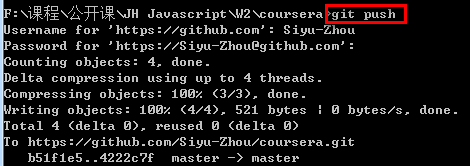 F:\课程\公开课\JH Javascript\W2\coursera>git push
Username for 'https://github.com': Siyu-Zhou
Password for 'https://Siyu-Zhou@github.com':
Counting objects: 4, done.
Delta compression using up to 4 threads.
Compressing objects: 100% (3/3), done.
Writing objects: 100% (4/4), 521 bytes | 0 bytes/s, done.
Total 4 (delta 0), reused 0 (delta 0)
To https://github.com/Siyu-Zhou/coursera.git
b51f1e5..4222c7f master -> master